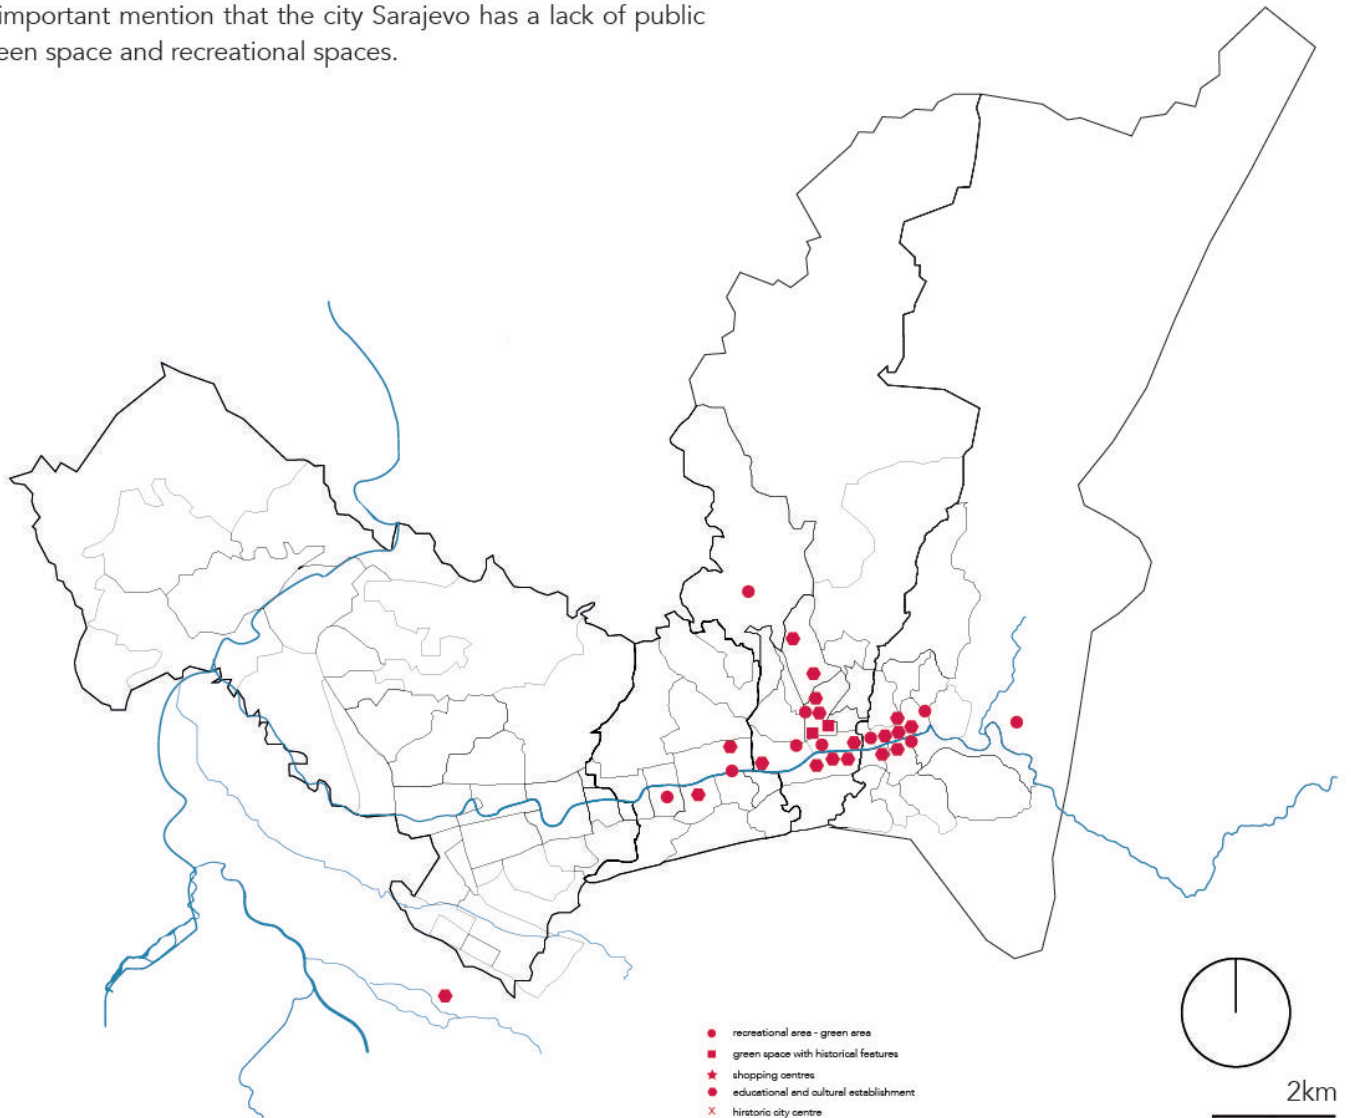 important mention that the city Sarajevo has a lack of public
een space and recreational spaces.
recreational area - green area
green space with historical features
shopping centres
educational and cultural establishment
x hirstoric city centre
2km